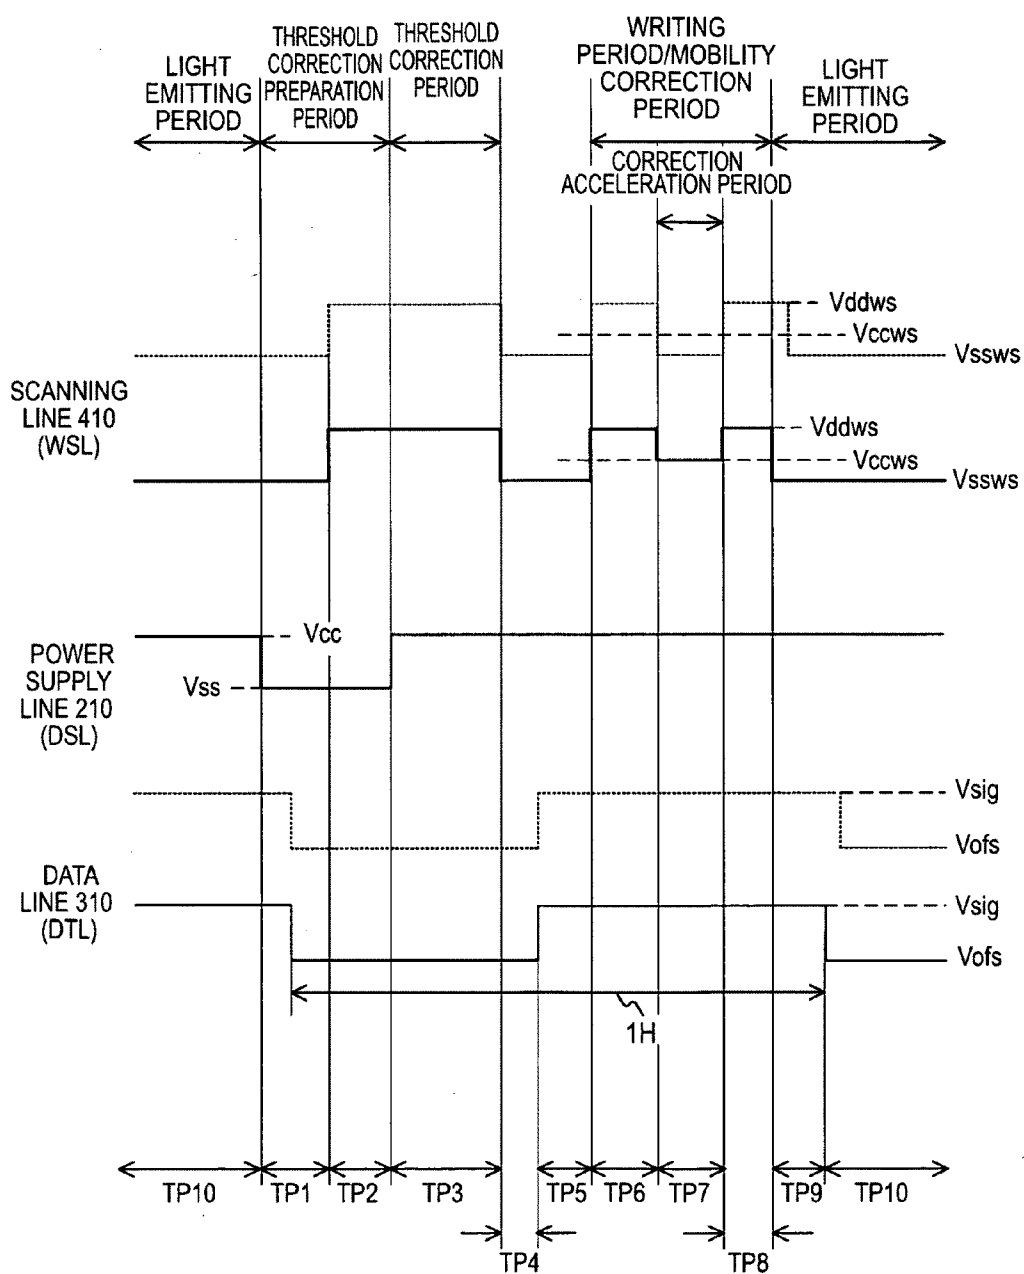 LIGHT
EMITTING
PERIOD
THRESHOLD
CORRECTION
PREPARATION
PERIOD
THRESHOLD
CORRECTION
PERIOD
WRITING
PERIOD/MOBILITY
CORRECTION
PERIOD
LIGHT
EMITTING
PERIOD
CORRECTION
ACCELERATION PERIOD
Vddws
Vccws
Vssws
SCANNING
LINE 410
(WSL)
Vddws
Vccws
Vssws
POWER
SUPPLY
LINE 210
(DSL)
Vcc
Vss
Vsig
Vofs
DATA
LINE 310
(DTL)
Vsig
Vofs
1H
TP10 TP1 TP2 TP3 TP5 TP6 TP7 TP9 TP10
TP4 TP8